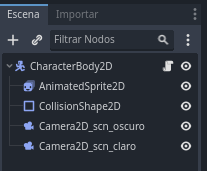 Escena Importar
Filtrar Nodos
CharacterBody2D
AnimatedSprite2D
CollisionShape2D
Camera2D_scn_oscuro
Camera2D_scn_claro